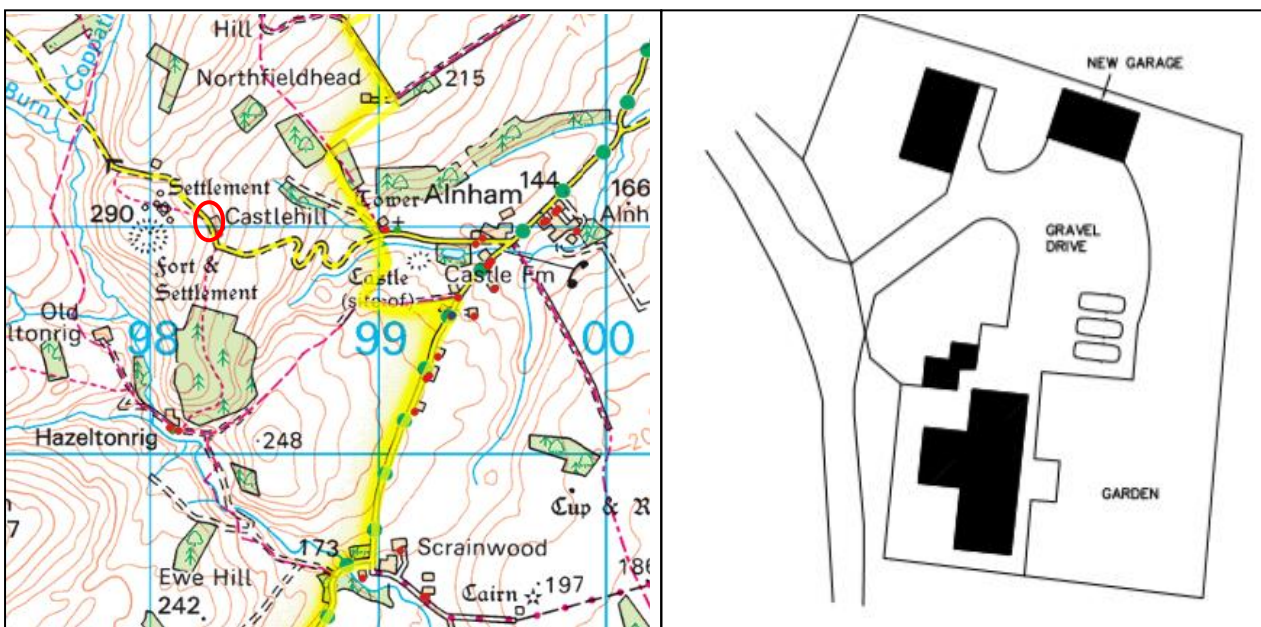 Hill
Northfieldhead
215
Burn
Coppath
Settlement
Tower
Alnham
144
166
290
Castlehill
Fort &
Settlement
Castle
(site of)
Castle Fm
Old
ltonrig
98
99
00
Hazeltonrig
248
Cup & R
173
Scrainwood
Ewe Hill
242
Cairn
197
186
7
NEW GARAGE
GRAVEL
DRIVE
GARDEN